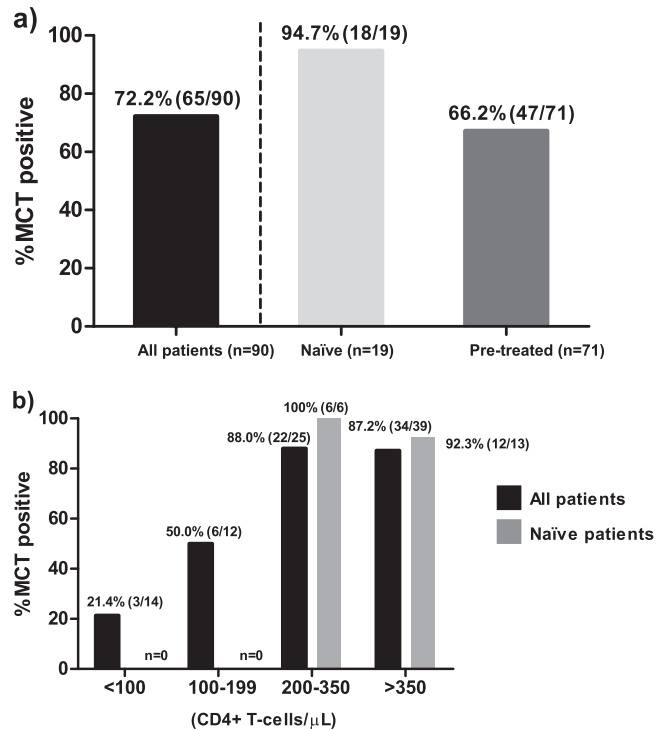 a)
%MCT positive
100
80
60
40
20
0
72.2% (65/90)
94.7% (18/19)
66.2% (47/71)
All patients (n=90)
Naïve (n=19)
Pre-treated (n=71)
b)
%MCT positive
100
80
60
40
20
0
21.4% (3/14)
n=0
50.0% (6/12)
n=0
88.0% (22/25)
100% (6/6)
87.2% (34/39)
92.3% (12/13)
<100
100-199
200-350
>350
(CD4+ T-cells/μL)
All patients
Naïve patients